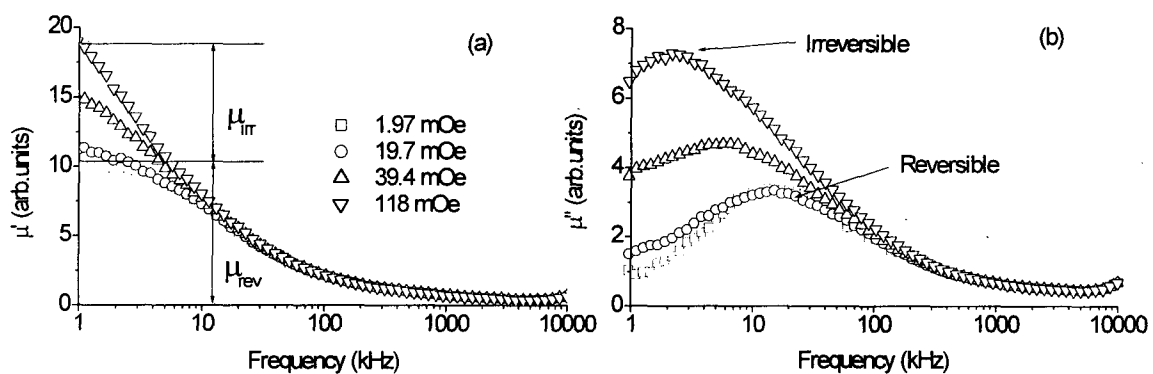 (a)
20
15
10
5
0
μ' (arb.units)
μirr
μrev
1.97 mOe
19.7 mOe
39.4 mOe
118 mOe
1
10
100
1000
10000
Frequency (kHz)
(b)
8
6
4
2
0
μ" (arb.units)
Irreversible
Reversible
1
10
100
1000
10000
Frequency (kHz)